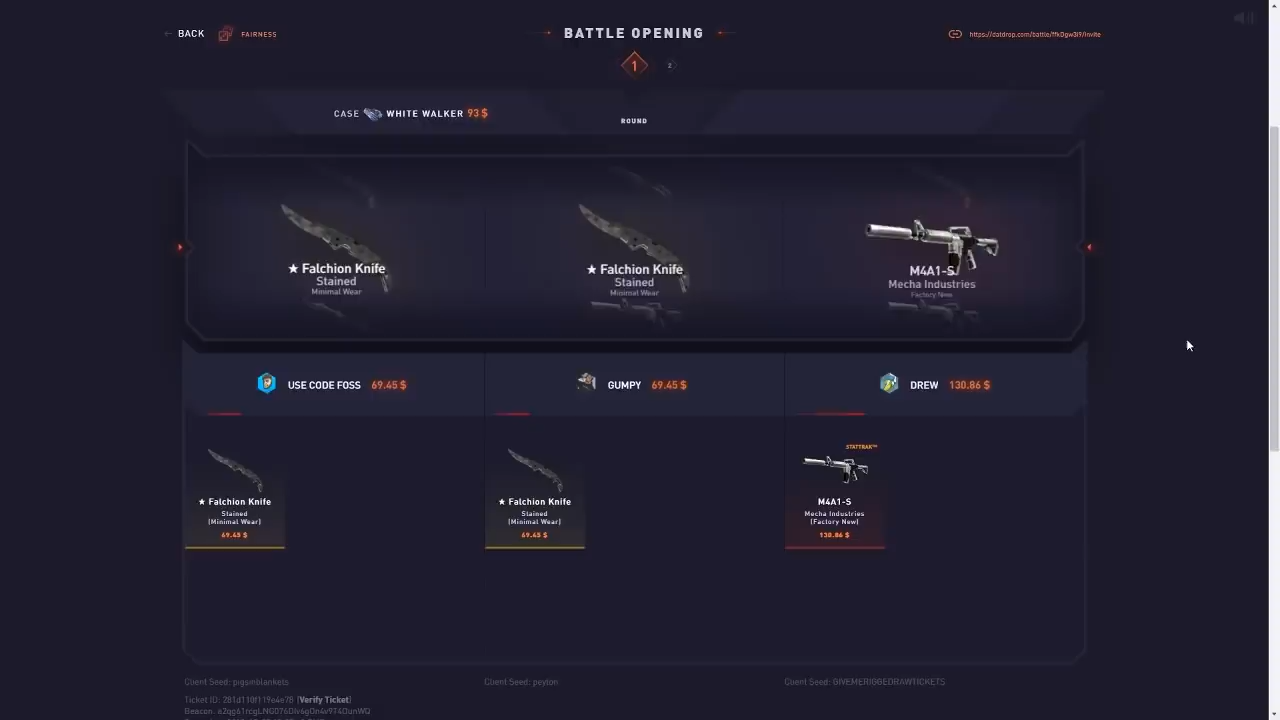 ← BACK
FAIRNESS
BATTLE OPENING
https://datdrop.com/battle/ffkDgw3i9/invite
1
2
CASE WHITE WALKER 93 $
ROUND
★ Falchion Knife
Stained
Minimal Wear
★ Falchion Knife
Stained
Minimal Wear
M4A1-S
Mecha Industries
Factory New
USE CODE FOSS 69.45 $
GUMPY 69.45 $
DREW 130.86 $
★ Falchion Knife
Stained
(Minimal Wear)
69.45 $
★ Falchion Knife
Stained
(Minimal Wear)
69.45 $
STATTRAK™
M4A1-S
Mecha Industries
(Factory New)
130.86 $
Client Seed: pigsinblankets
Client Seed: peyton
Client Seed: GIVEMERIGGEDRAWTICKETS
Ticket ID: 281d118f119e4e78 [Verify Ticket]